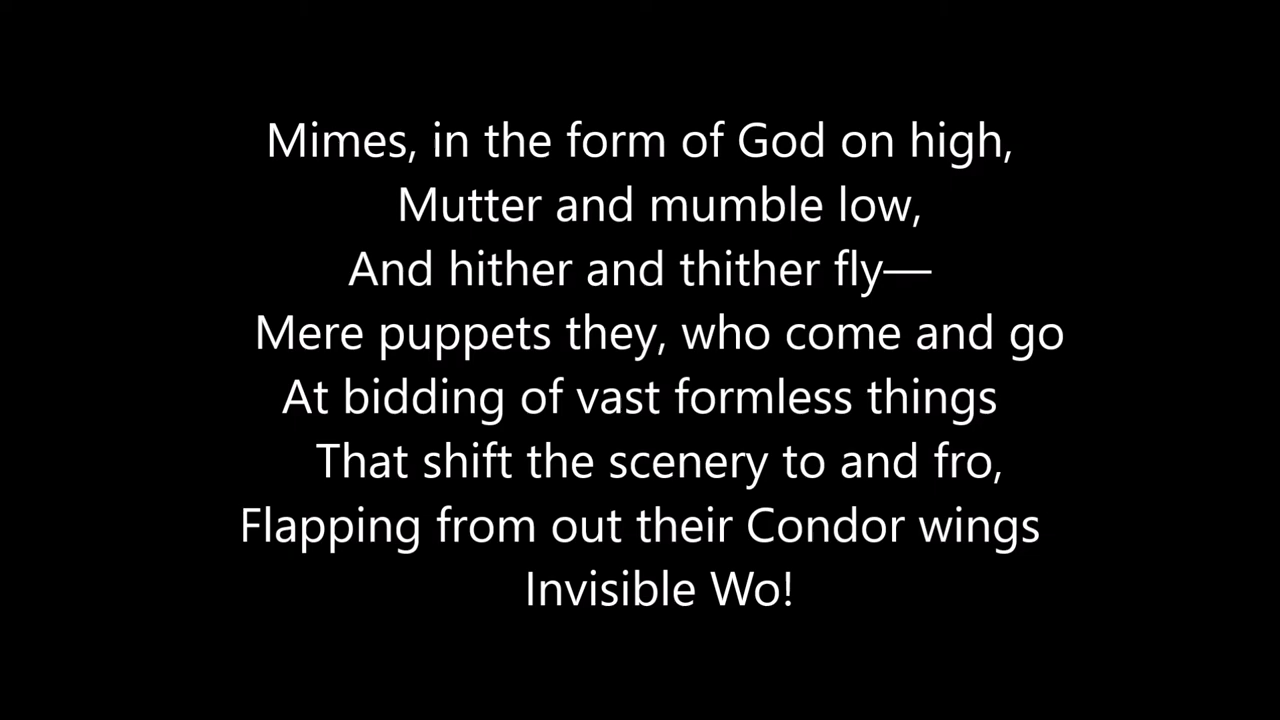 Mimes, in the form of God on high,
Mutter and mumble low,
And hither and thither fly—
Mere puppets they, who come and go
At bidding of vast formless things
That shift the scenery to and fro,
Flapping from out their Condor wings
Invisible Wo!